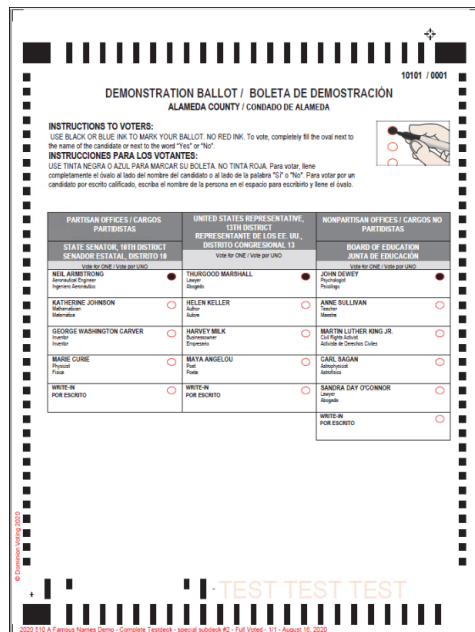 10101 / 0001
DEMONSTRATION BALLOT / BOLETA DE DEMOSTRACIÓN
ALAMEDA COUNTY / CONDADO DE ALAMEDA
INSTRUCTIONS TO VOTERS:
USE BLACK OR BLUE INK TO MARK YOUR BALLOT. NO RED INK. To vote, completely fill the oval next to
the name of the candidate or next to the word "Yes" or "No".
INSTRUCCIONES PARA LOS VOTANTES:
USE TINTA NEGRA O AZUL PARA MARCAR SU BOLETA. NO TINTA ROJA. Para votar, llene
completamente el óvalo al lado del nombre del candidato o al lado de la palabra "Sí" o "No". Para votar por un
candidato por escrito calificado, escriba el nombre de la persona en el espacio para escribirlo y llene el óvalo.
PARTISAN OFFICES / CARGOS
PARTIDISTAS
STATE SENATOR, 10TH DISTRICT
SENADOR ESTATAL, DISTRITO 10
Vote for ONE / Vote por UNO
NEIL ARMSTRONG
Aeronautical Engineer
Ingeniero Aeronáutico
KATHERINE JOHNSON
Mathematician
Matemática
GEORGE WASHINGTON CARVER
Inventor
Inventor
MARIE CURIE
Physicist
Física
WRITE-IN
POR ESCRITO
UNITED STATES REPRESENTATIVE,
13TH DISTRICT
REPRESENTANTE DE LOS EE. UU.,
DISTRITO CONGRESIONAL 13
Vote for ONE / Vote por UNO
THURGOOD MARSHALL
Lawyer
Abogado
HELEN KELLER
Author
Autora
HARVEY MILK
Businessowner
Empresario
MAYA ANGELOU
Poet
Poeta
WRITE-IN
POR ESCRITO
NONPARTISAN OFFICES / CARGOS NO
PARTIDISTAS
BOARD OF EDUCATION
JUNTA DE EDUCACIÓN
Vote for ONE / Vote por UNO
JOHN DEWEY
Psychologist
Psicólogo
ANNE SULLIVAN
Teacher
Maestra
MARTIN LUTHER KING JR.
Civil Rights Activist
Activista de Derechos Civiles
CARL SAGAN
Astrophysicist
Astrofísico
SANDRA DAY O'CONNOR
Lawyer
Abogada
WRITE-IN
POR ESCRITO
© Dominion Voting 2020
TEST TEST TEST
2020 S10 A Famous Names Demo - Complete Testdeck - special subdeck #2 - Full Voted - 1/1 - August 16, 2020